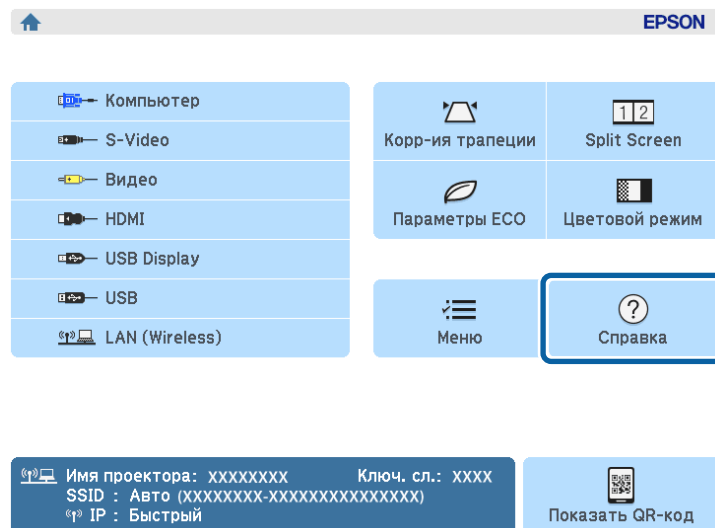 EPSON
Компьютер
S-Video
Видео
HDMI
USB Display
USB
LAN (Wireless)
Корр-ия трапеции
1 2
Split Screen
Параметры ECO
Цветовой режим
Меню
?
Справка
Имя проектора: XXXXXXXX Ключ. сл.: XXXX
SSID : Авто (XXXXXXXX-XXXXXXXXXXXXXXX)
IP : Быстрый
Показать QR-код